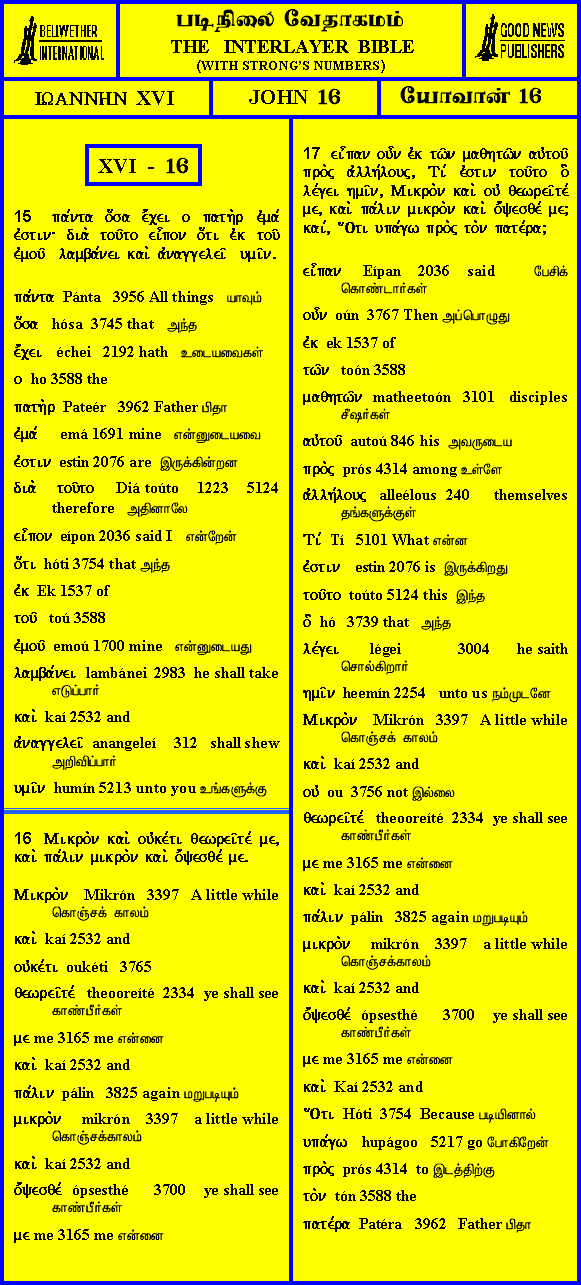 BELLWETHER
INTERNATIONAL
படிநிலை வேதாகமம்
THE INTERLAYER BIBLE
(WITH STRONG'S NUMBERS)
GOOD NEWS
PUBLISHERS
ΙΩΑΝΝΗΝ XVI
JOHN 16
யோவான் 16
XVI - 16
15 πάντα ὅσα ἔχει ο πατὴρ ἐμά
ἐστιν· διὰ τοῦτο εἶπον ὅτι ἐκ τοῦ
ἐμοῦ λαμβάνει καὶ ἀναγγελεῖ υμῖν.
πάντα Pánta 3956 All things யாவும்
ὅσα hósa 3745 that அந்த
ἔχει échei 2192 hath உடையவைகள்
ο ho 3588 the
πατὴρ Pateér 3962 Father பிதா
ἐμά emá 1691 mine என்னுடையவை
ἐστιν estin 2076 are இருக்கின்றன
διὰ τοῦτο Diá toúto 1223 5124
therefore அதினாலே
εἶπον eípon 2036 said I என்றேன்
ὅτι hóti 3754 that அந்த
ἐκ Ek 1537 of
τοῦ toú 3588
ἐμοῦ emoú 1700 mine என்னுடையது
λαμβάνει lambánei 2983 he shall take
எடுப்பார்
καὶ kaí 2532 and
ἀναγγελεῖ anangeleí 312 shall shew
அறிவிப்பார்
υμῖν humín 5213 unto you உங்களுக்கு
16 Μικρὸν καὶ οὐκέτι θεωρεῖτέ με,
καὶ πάλιν μικρὸν καὶ ὄψεσθέ με.
Μικρὸν Mikrón 3397 A little while
கொஞ்சக் காலம்
καὶ kaí 2532 and
οὐκέτι oukéti 3765
θεωρεῖτέ theooreíté 2334 ye shall see
காண்பீர்கள்
με me 3165 me என்னை
καὶ kaí 2532 and
πάλιν pálin 3825 again மறுபடியும்
μικρὸν mikrón 3397 a little while
கொஞ்சக்காலம்
καὶ kaí 2532 and
ὄψεσθέ ópsesthé 3700 ye shall see
காண்பீர்கள்
με me 3165 me என்னை
17 εἶπαν οὖν ἐκ τῶν μαθητῶν αὐτοῦ
πρὸς ἀλλήλους, Τί ἐστιν τοῦτο ὃ
λέγει ημῖν, Μικρὸν καὶ οὐ θεωρεῖτέ
με, καὶ πάλιν μικρὸν καὶ ὄψεσθέ με;
καί, Ὅτι υπάγω πρὸς τὸν πατέρα;
εἶπαν Eípan 2036 said பேசிக்
கொண்டார்கள்
οὖν oún 3767 Then அப்பொழுது
ἐκ ek 1537 of
τῶν toón 3588
μαθητῶν matheetoón 3101 disciples
சீஷர்கள்
αὐτοῦ autoú 846 his அவருடைய
πρὸς prós 4314 among உள்ளே
ἀλλήλους alleélous 240 themselves
தங்களுக்குள்
Τί Tí 5101 What என்ன
ἐστιν estin 2076 is இருக்கிறது
τοῦτο toúto 5124 this இந்த
ὃ hó 3739 that அந்த
λέγει légei 3004 he saith
சொல்கிறார்
ημῖν heemín 2254 unto us நம்முடனே
Μικρὸν Mikrón 3397 A little while
கொஞ்சக் காலம்
καὶ kaí 2532 and
οὐ ou 3756 not இல்லை
θεωρεῖτέ theooreíté 2334 ye shall see
காண்பீர்கள்
με me 3165 me என்னை
καὶ kaí 2532 and
πάλιν pálin 3825 again மறுபடியும்
μικρὸν mikrón 3397 a little while
கொஞ்சக்காலம்
καὶ kaí 2532 and
ὄψεσθέ ópsesthé 3700 ye shall see
காண்பீர்கள்
με me 3165 me என்னை
καὶ Kaí 2532 and
Ὅτι Hóti 3754 Because படியினால்
υπάγω hupágoo 5217 go போகிறேன்
πρὸς prós 4314 to இடத்திற்கு
τὸν tón 3588 the
πατέρα Patéra 3962 Father பிதா